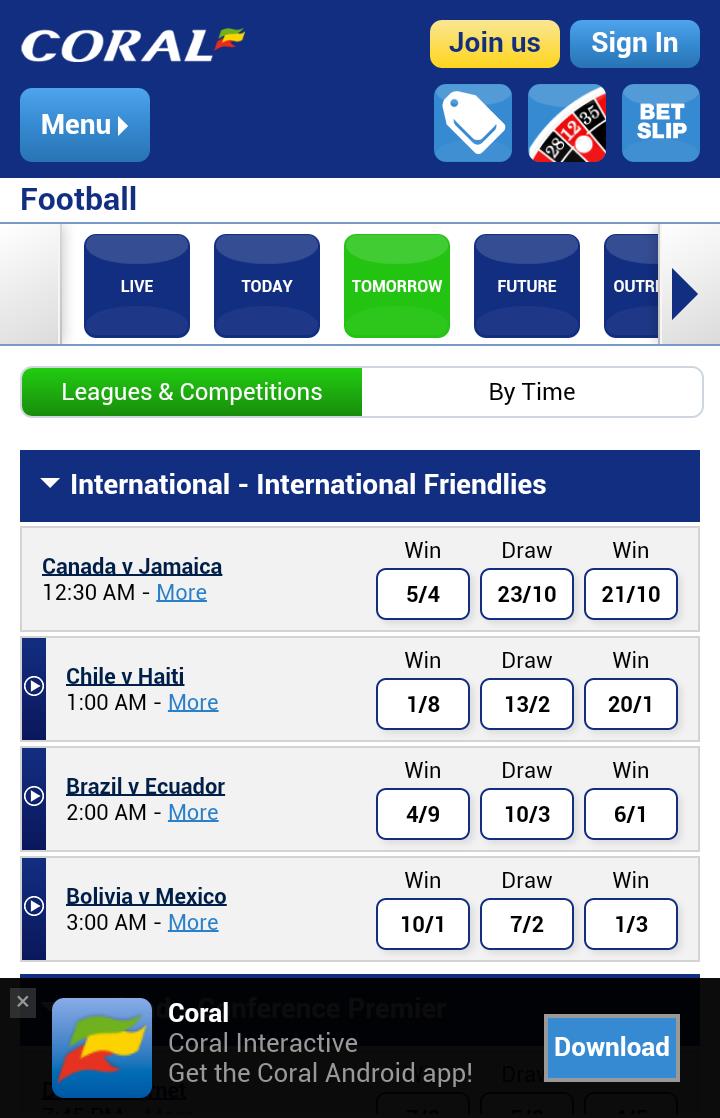 CORAL
Join us
Sign In
Menu
28 12 35
BET
SLIP
Football
LIVE
TODAY
TOMORROW
FUTURE
OUTRI
Leagues & Competitions
By Time
International - International Friendlies
Canada v Jamaica
12:30 AM - More
Win Draw Win
5/4 23/10 21/10
Chile v Haiti
1:00 AM - More
Win Draw Win
1/8 13/2 20/1
Brazil v Ecuador
2:00 AM - More
Win Draw Win
4/9 10/3 6/1
Bolivia v Mexico
3:00 AM - More
Win Draw Win
10/1 7/2 1/3
Conference Premier
Coral
Coral Interactive
Get the Coral Android app!
Download